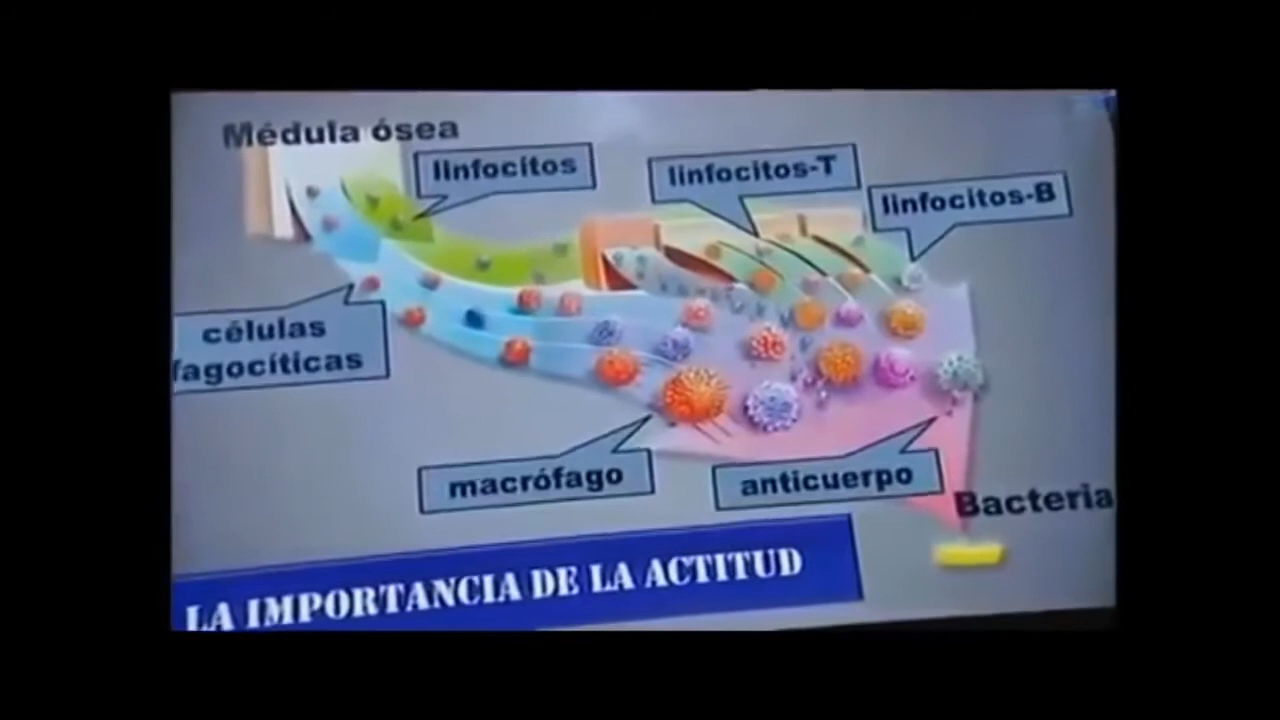 Médula ósea
linfocitos
linfocitos-T
linfocitos-B
células
fagocíticas
macrófago
anticuerpo
Bacteria
LA IMPORTANCIA DE LA ACTITUD